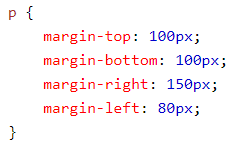 p {
    margin-top: 100px;
    margin-bottom: 100px;
    margin-right: 150px;
    margin-left: 80px;
}